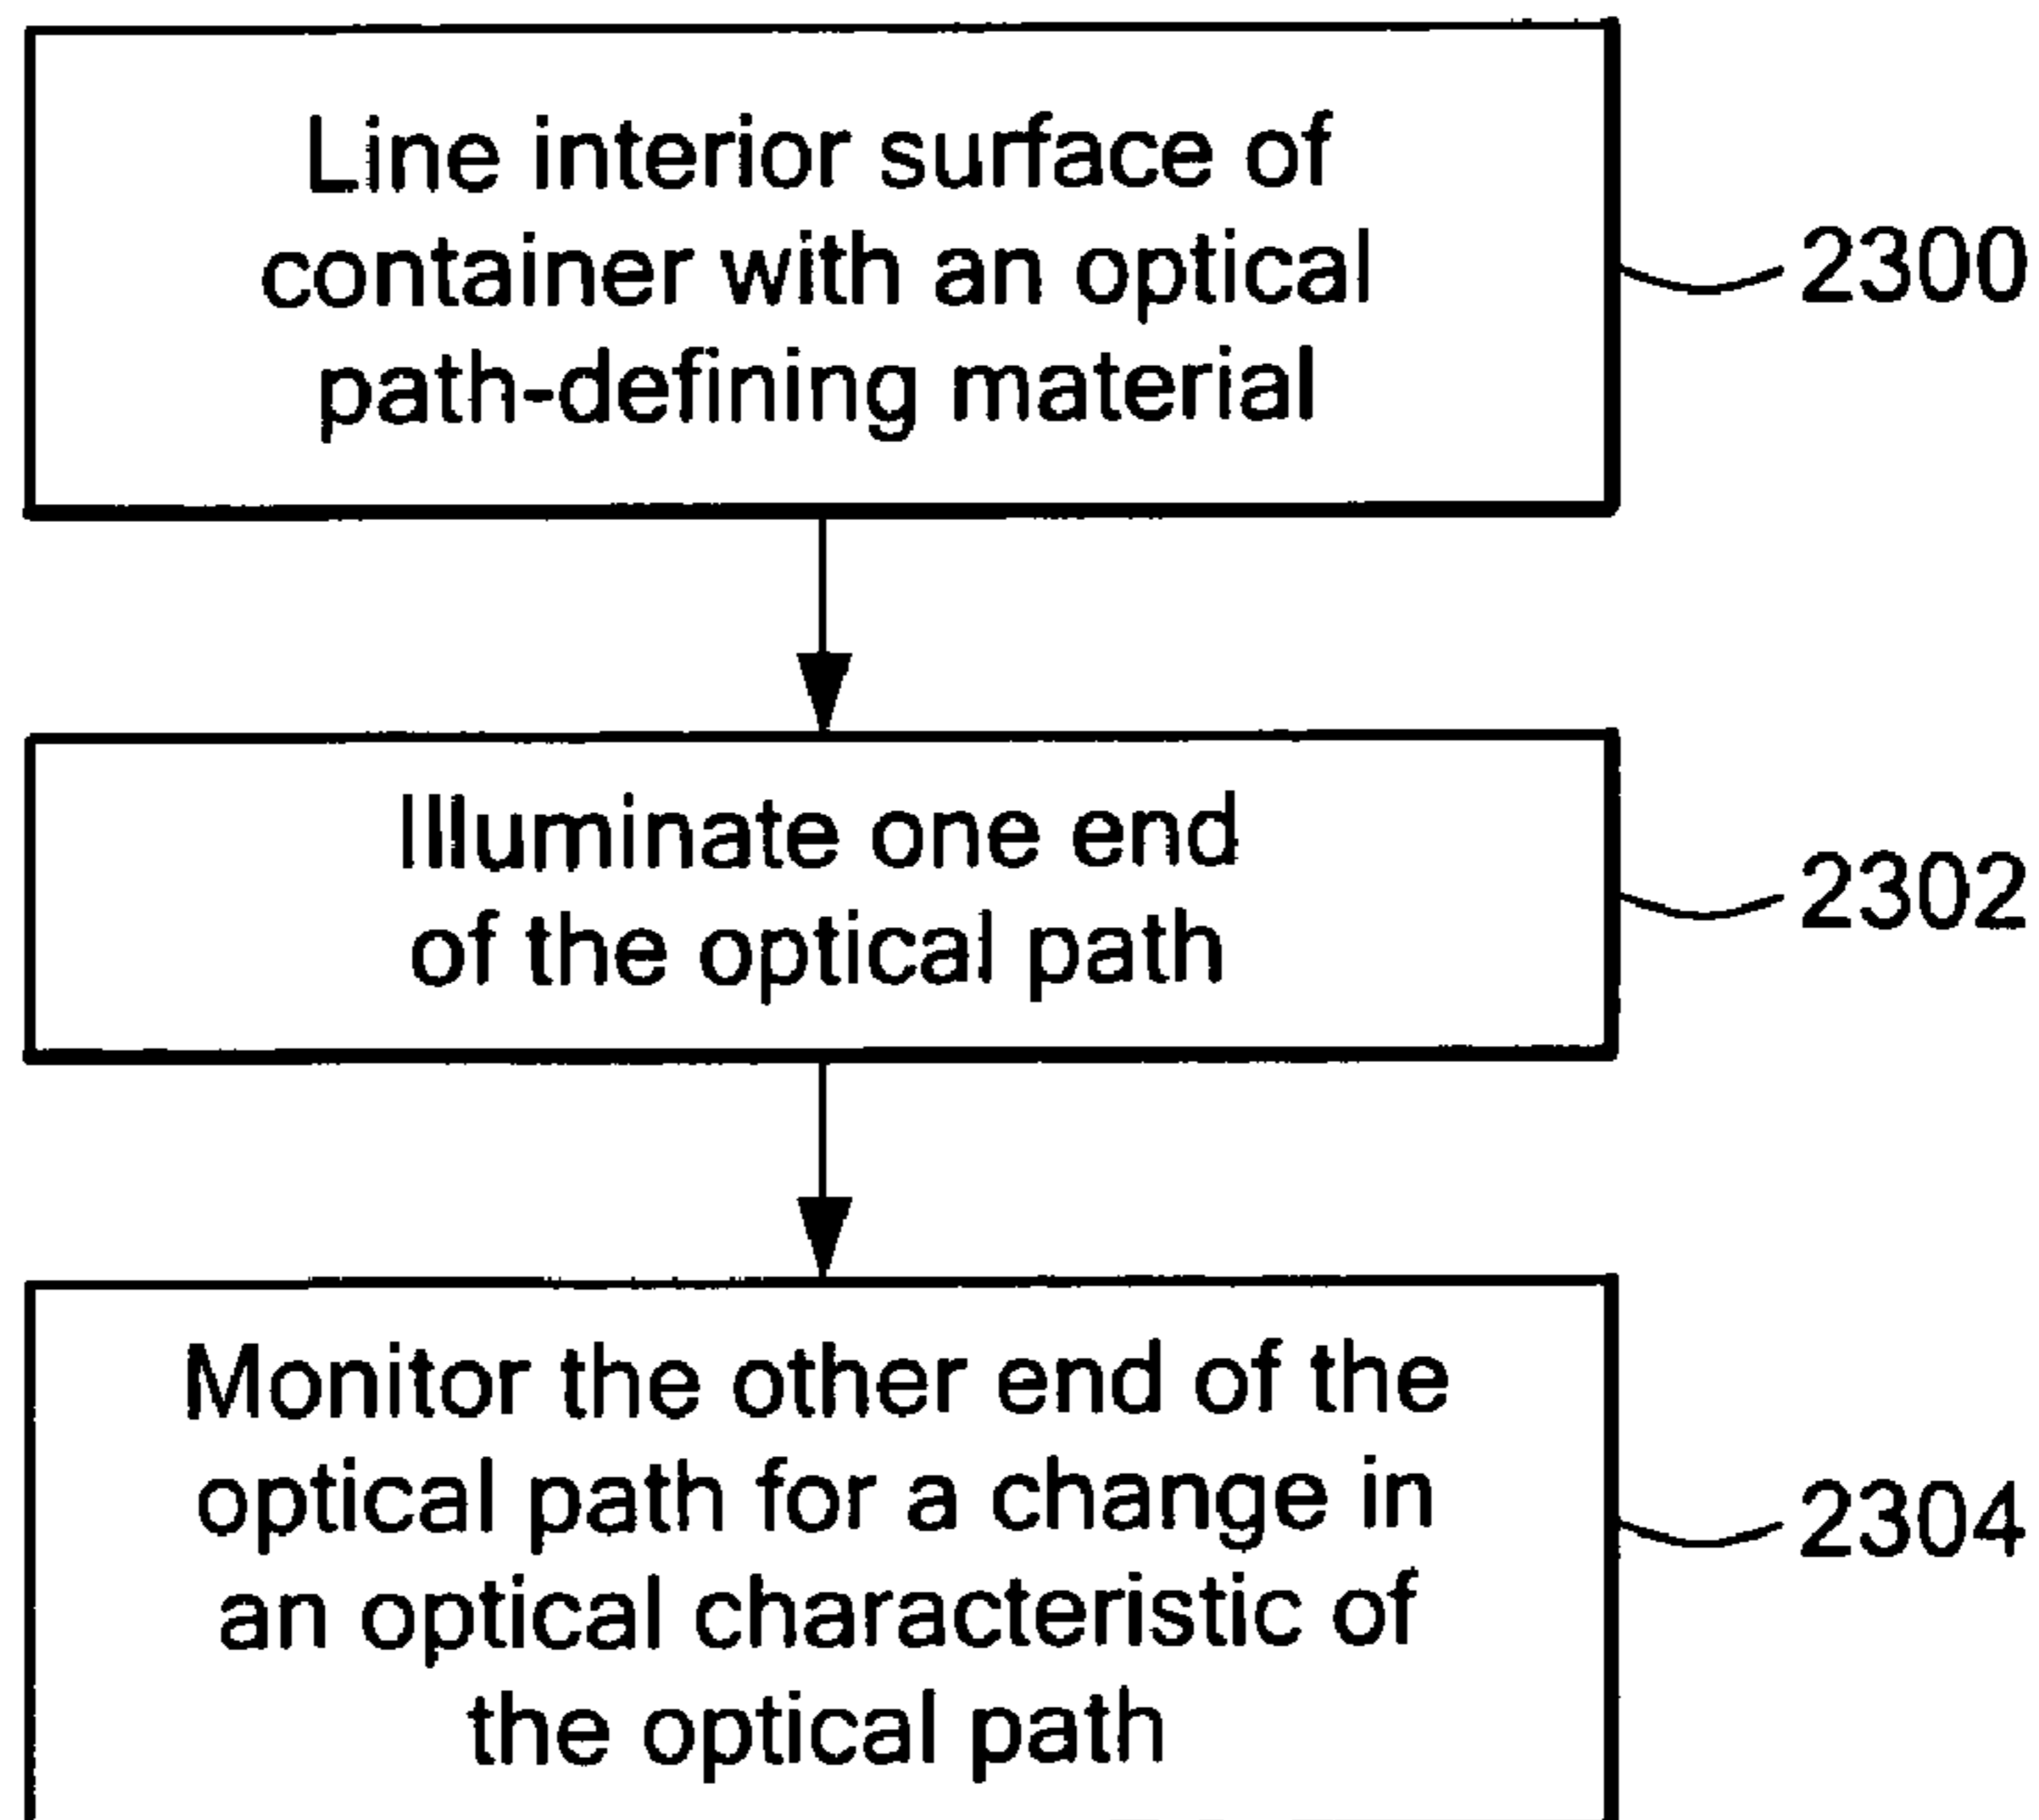 Line interior surface of
container with an optical
path-defining material
2300
Illuminate one end
of the optical path
2302
Monitor the other end of the
optical path for a change in
an optical characteristic of
the optical path
2304